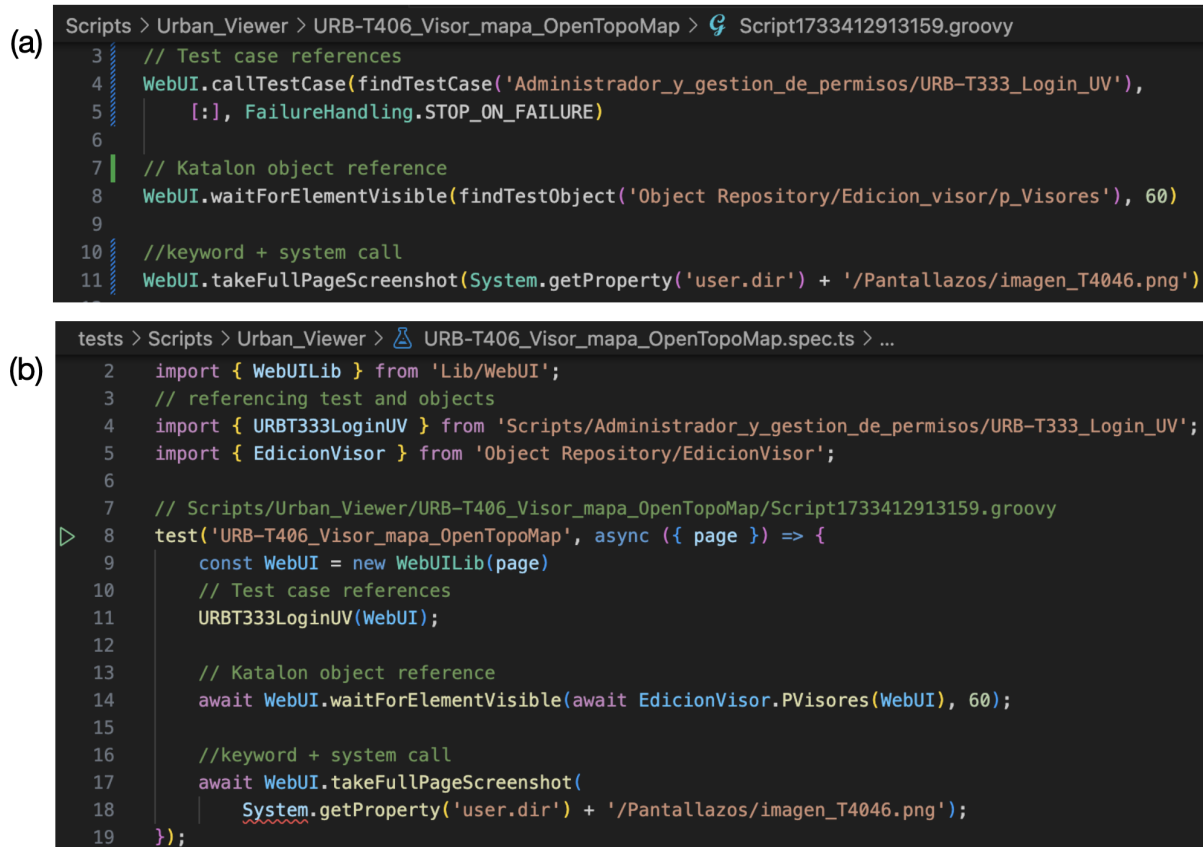 (a)
Scripts > Urban_Viewer > URB-T406_Visor_mapa_OpenTopoMap > G Script1733412913159.groovy
3 // Test case references
4 WebUI.callTestCase(findTestCase('Administrador_y_gestion_de_permisos/URB-T333_Login_UV'),
5 [:], FailureHandling.STOP_ON_FAILURE)
6
7 // Katalon object reference
8 WebUI.waitForElementVisible(findTestObject('Object Repository/Edicion_visor/p_Visores'), 60)
9
10 //keyword + system call
11 WebUI.takeFullPageScreenshot(System.getProperty('user.dir') + '/Pantallazos/imagen_T4046.png')
(b)
tests > Scripts > Urban_Viewer > URB-T406_Visor_mapa_OpenTopoMap.spec.ts > ...
2 import { WebUILib } from 'Lib/WebUI';
3 // referencing test and objects
4 import { URBT333LoginUV } from 'Scripts/Administrador_y_gestion_de_permisos/URB-T333_Login_UV';
5 import { EdicionVisor } from 'Object Repository/EdicionVisor';
6
7 // Scripts/Urban_Viewer/URB-T406_Visor_mapa_OpenTopoMap/Script1733412913159.groovy
8 test('URB-T406_Visor_mapa_OpenTopoMap', async ({ page }) => {
9 const WebUI = new WebUILib(page)
10 // Test case references
11 URBT333LoginUV(WebUI);
12
13 // Katalon object reference
14 await WebUI.waitForElementVisible(await EdicionVisor.PVisores(WebUI), 60);
15
16 //keyword + system call
17 await WebUI.takeFullPageScreenshot(
18 System.getProperty('user.dir') + '/Pantallazos/imagen_T4046.png');
19 });